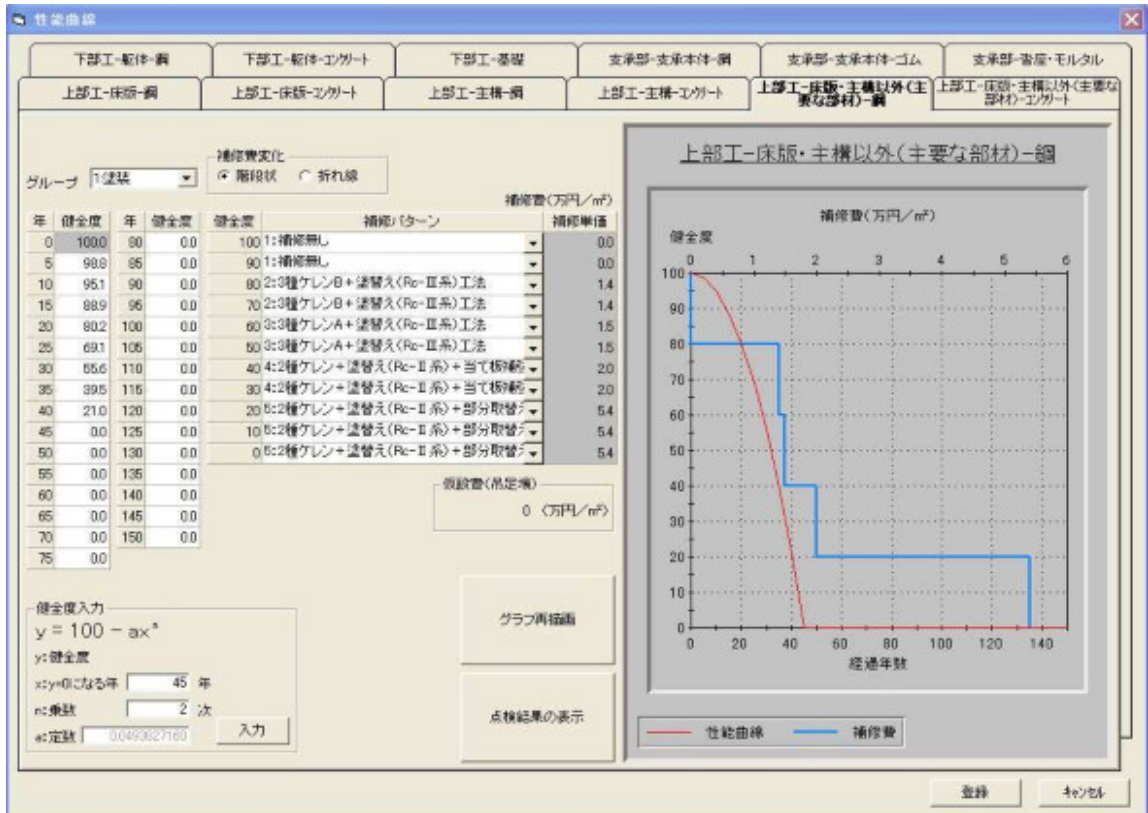 性能曲線
下部工-躯体-鋼 下部工-躯体-コンクリート 下部工-基礎 支承部-支承本体-鋼 支承部-支承本体-ゴム 支承部-沓座・モルタル
上部工-床版-鋼 上部工-床版-コンクリート 上部工-主構-鋼 上部工-主構-コンクリート 上部工-床版・主構以外(主要な部材)-鋼 上部工-床版・主構以外(主要な部材)-コンクリート
グループ 1:塗装
補修費変化
階段状 折れ線
補修費(万円/㎡)
年 健全度 年 健全度 健全度 補修パターン 補修単価
0 100.0 80 0.0 100 1:補修無し 0.0
5 98.8 85 0.0 90 1:補修無し 0.0
10 95.1 90 0.0 80 2:3種ケレンB+塗替え(Rc-Ⅲ系)工法 1.4
15 88.9 95 0.0 70 2:3種ケレンB+塗替え(Rc-Ⅲ系)工法 1.4
20 80.2 100 0.0 60 3:3種ケレンA+塗替え(Rc-Ⅲ系)工法 1.5
25 69.1 105 0.0 50 3:3種ケレンA+塗替え(Rc-Ⅲ系)工法 1.5
30 55.6 110 0.0 40 4:2種ケレン+塗替え(Rc-Ⅱ系)+当て板補 2.0
35 39.5 115 0.0 30 4:2種ケレン+塗替え(Rc-Ⅱ系)+当て板補 2.0
40 21.0 120 0.0 20 5:2種ケレン+塗替え(Rc-Ⅱ系)+部分取替 5.4
45 0.0 125 0.0 10 5:2種ケレン+塗替え(Rc-Ⅱ系)+部分取替 5.4
50 0.0 130 0.0 0 5:2種ケレン+塗替え(Rc-Ⅱ系)+部分取替 5.4
55 0.0 135 0.0
60 0.0 140 0.0
65 0.0 145 0.0
70 0.0 150 0.0
75 0.0
仮設費(吊足場)
0 (万円/㎡)
健全度入力
y = 100 - axⁿ
y:健全度
x:y=0になる年 45 年
n:乗数 2 次
a:定数 0.0493827160
入力
グラフ再描画
点検結果の表示
上部工-床版・主構以外(主要な部材)-鋼
補修費(万円/㎡)
健全度
0 1 2 3 4 5 6
100
90
80
70
60
50
40
30
20
10
0
0 20 40 60 80 100 120 140
経過年数
性能曲線 補修費
登録 キャンセル